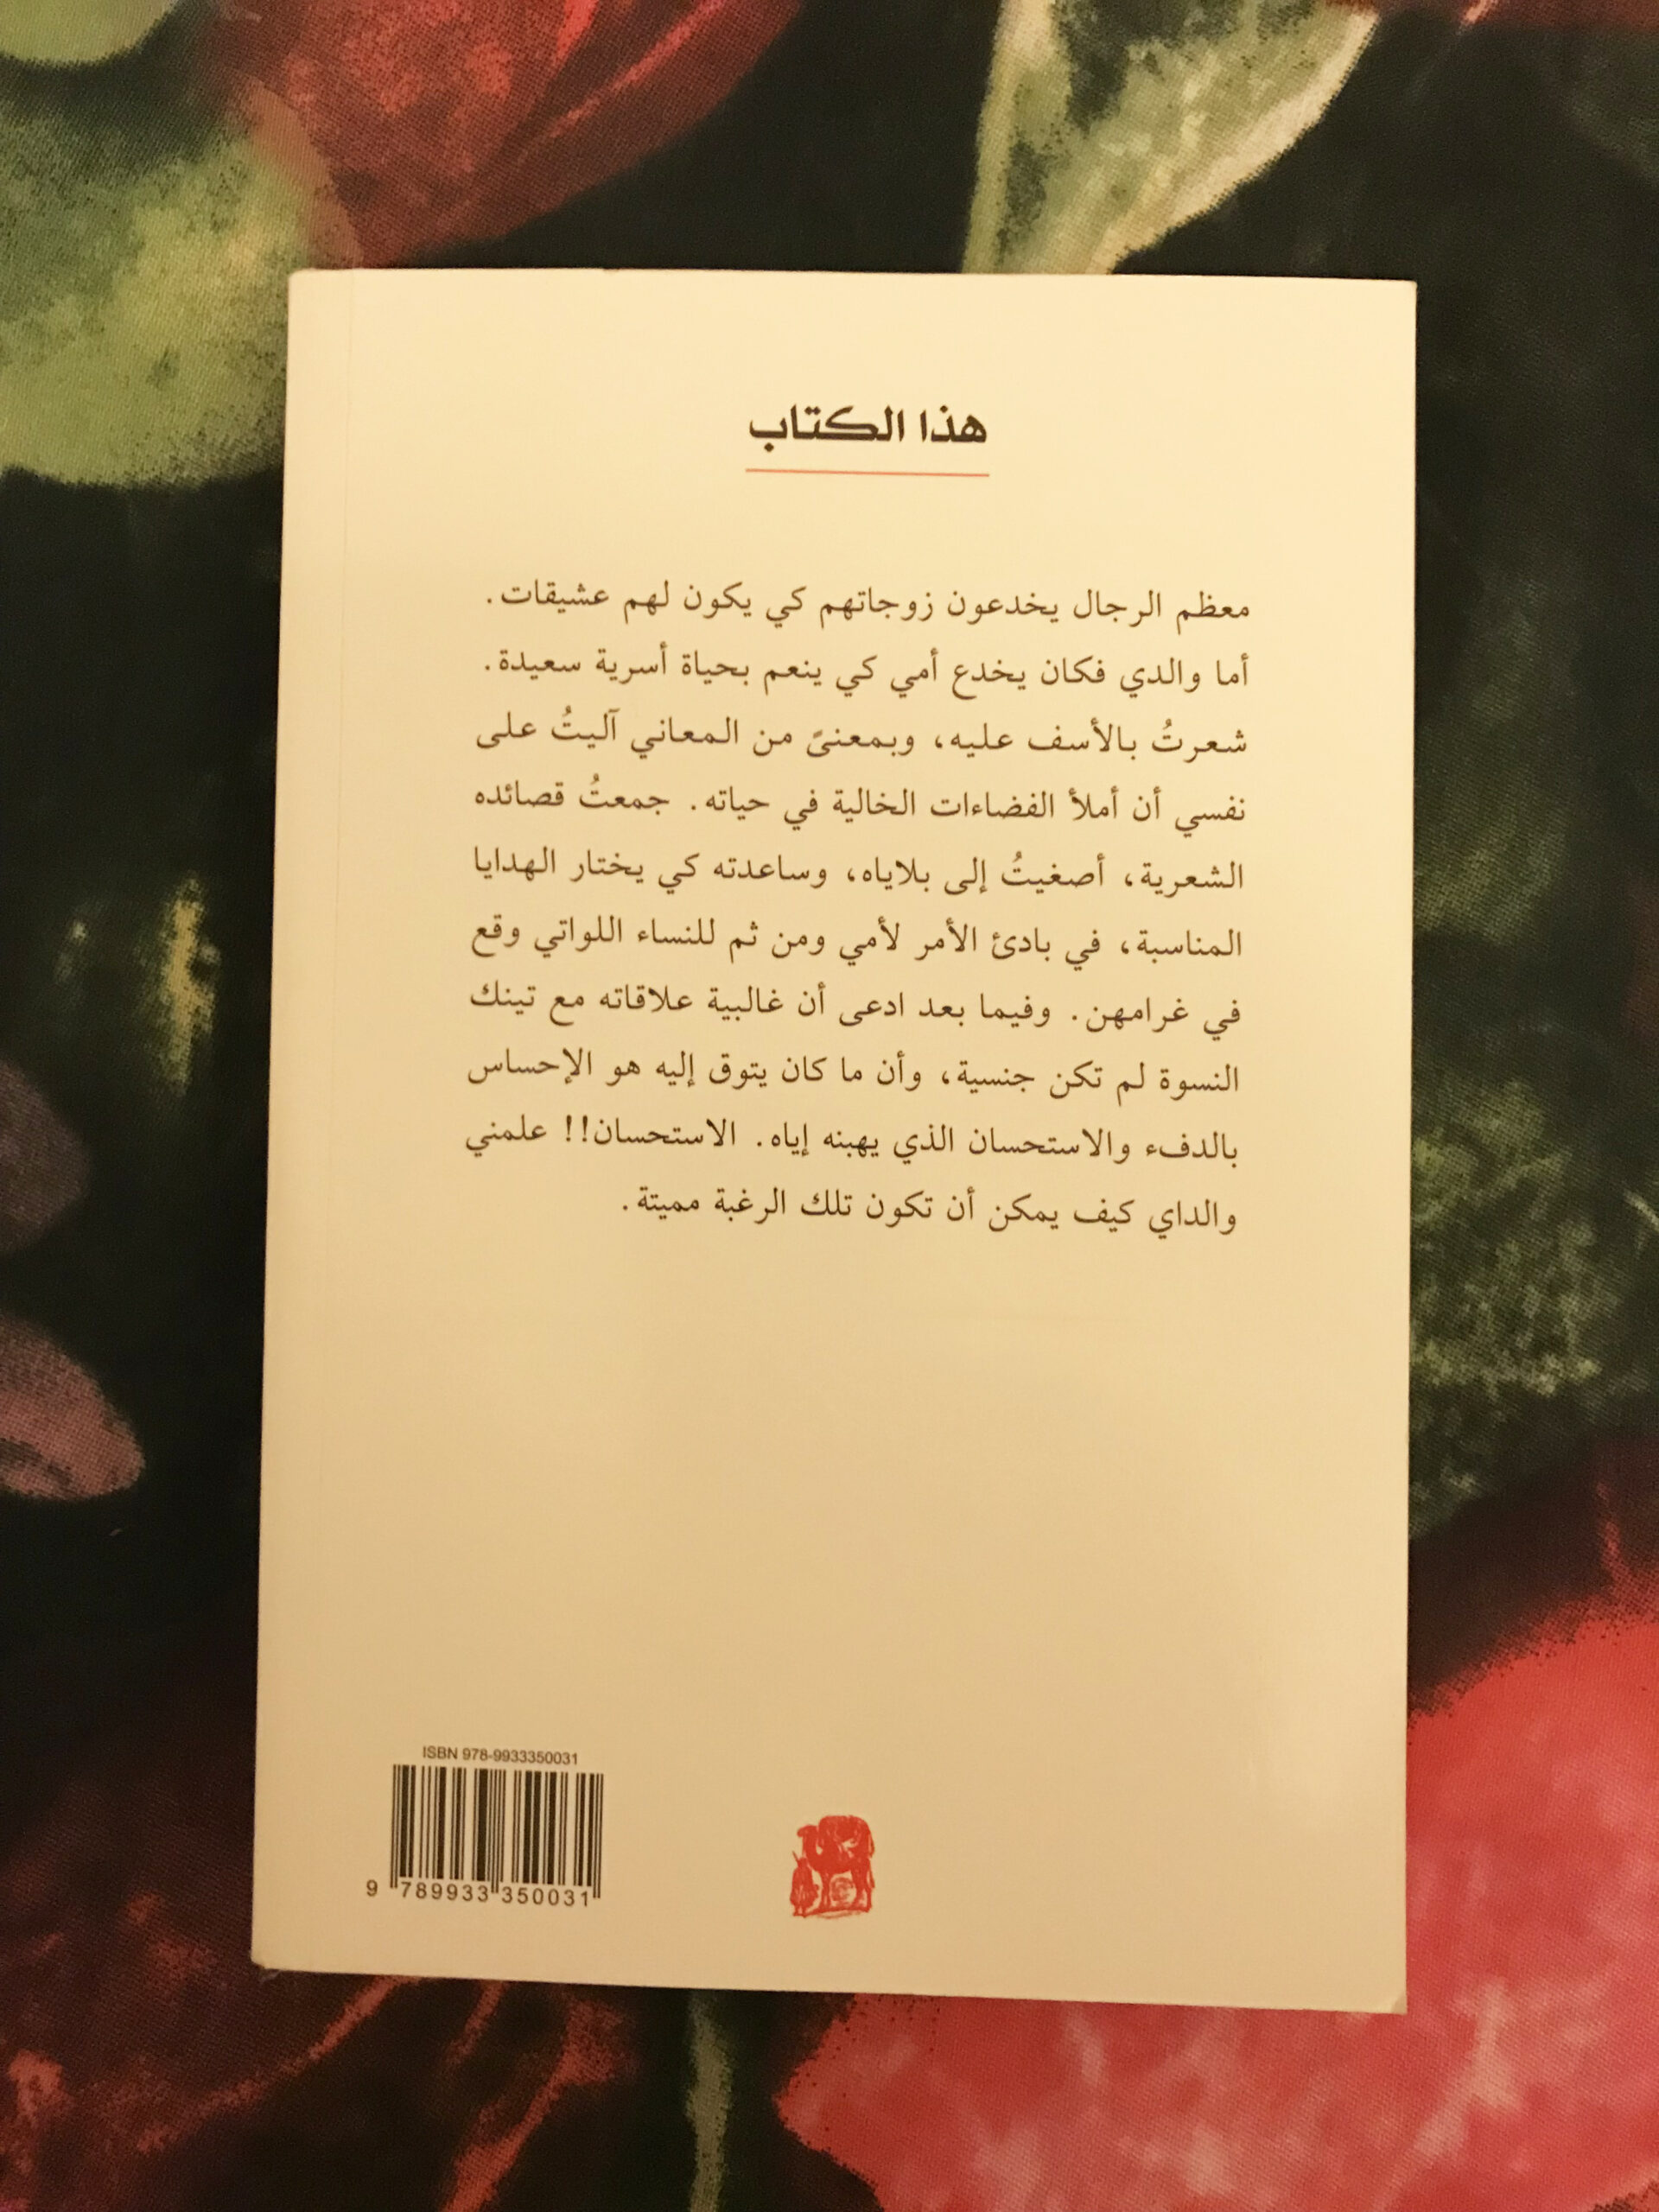 هذا الكتاب
معظم الرجال يخدعون زوجاتهم كي يكون لهم عشيقات.
أما والدي فكان يخدع أمي كي ينعم بحياة أسرية سعيدة.
شعرتُ بالأسف عليه، وبمعنىً من المعاني آليتُ على
نفسي أن أملأ الفضاءات الخالية في حياته. جمعتُ قصائده
الشعرية، أصغيتُ إلى بلاياه، وساعدته كي يختار الهدايا
المناسبة، في بادئ الأمر لأمي ومن ثم للنساء اللواتي وقع
في غرامهن. وفيما بعد ادعى أن غالبية علاقاته مع تينك
النسوة لم تكن جنسية، وأن ما كان يتوق إليه هو الإحساس
بالدفء والاستحسان الذي يهبنه إياه. الاستحسان!! علمني
والداي كيف يمكن أن تكون تلك الرغبة مميتة.
ISBN 978-9933350031
9 789933 350031